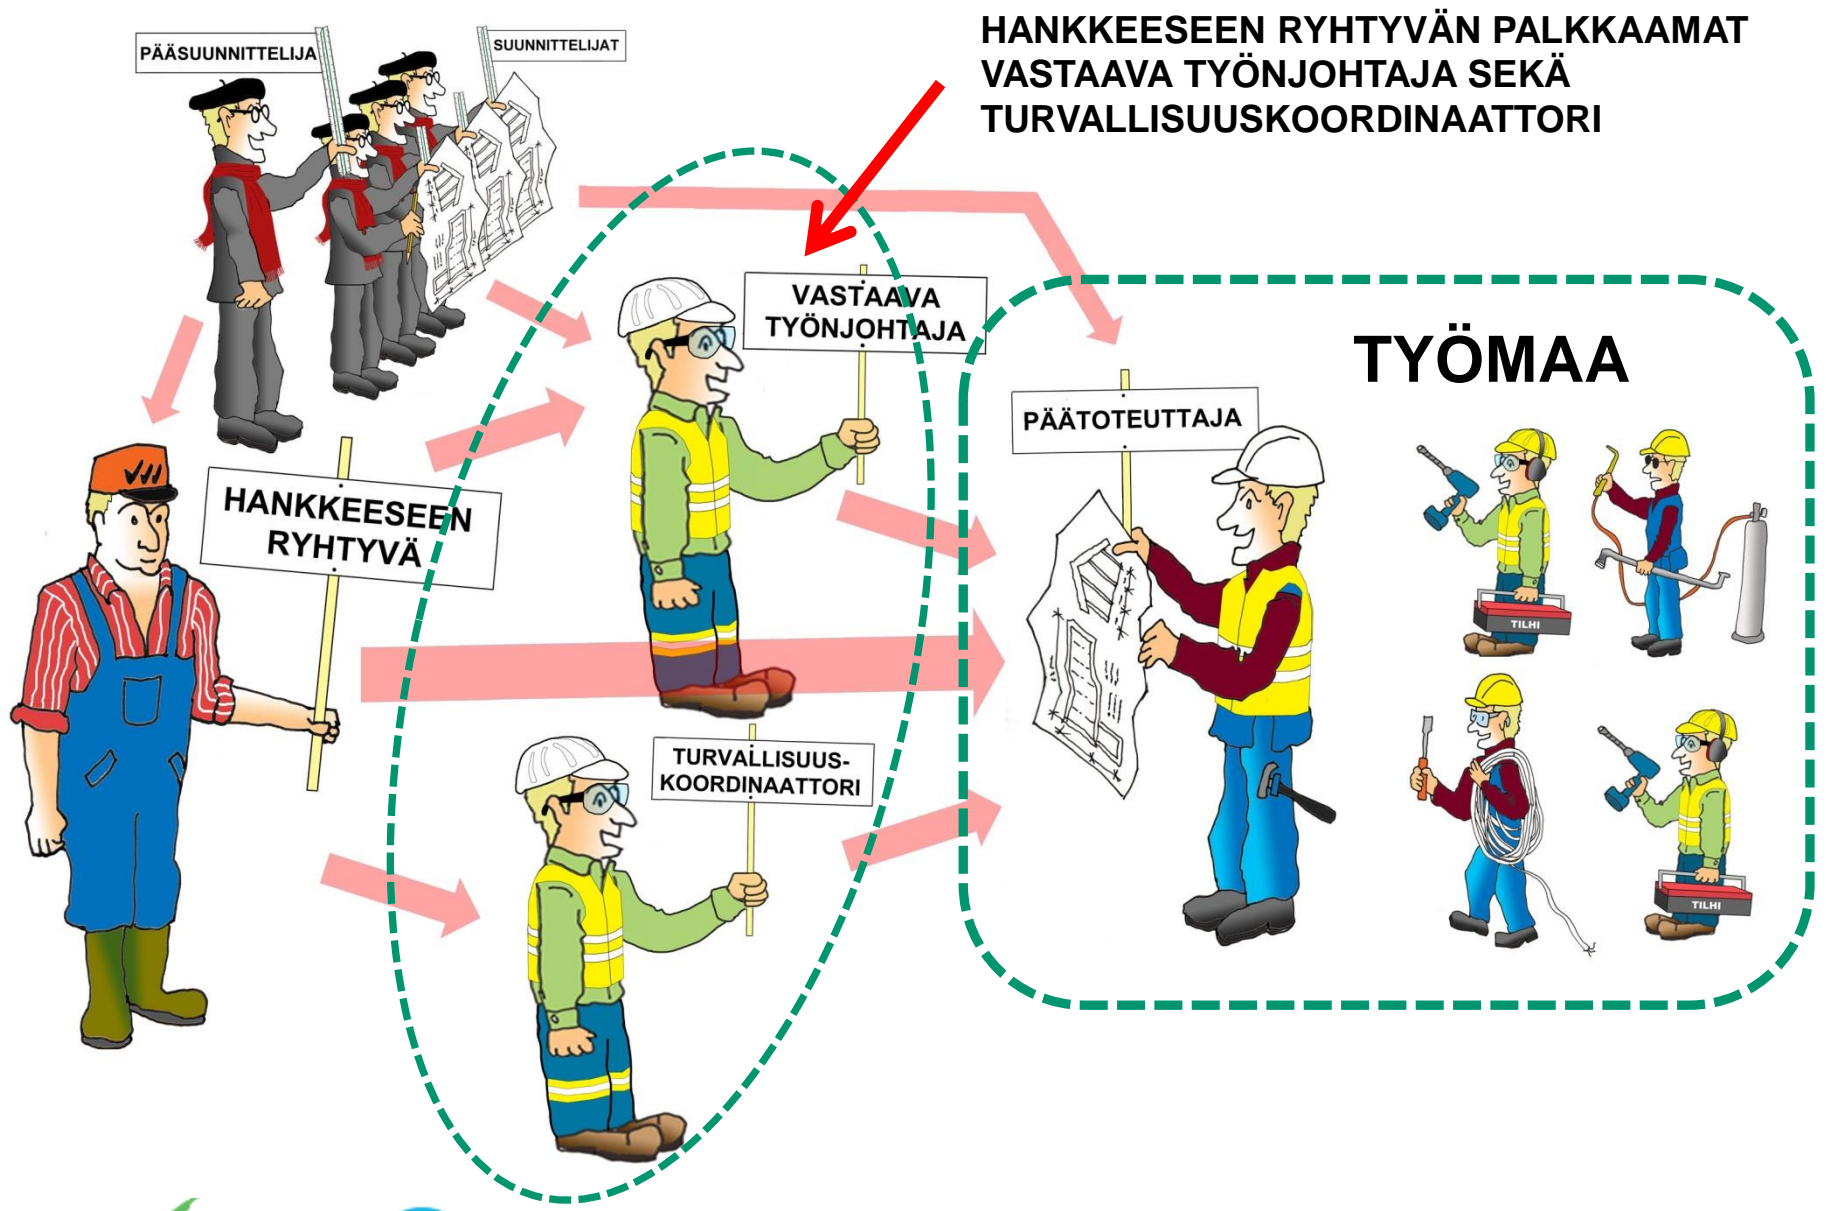 PÄÄSUUNNITTELIJA
SUUNNITTELIJAT
HANKKEESEEN RYHTYVÄN PALKKAAMAT
VASTAAVA TYÖNJOHTAJA SEKÄ
TURVALLISUUSKOORDINAATTORI
VASTAAVA
TYÖNJOHTAJA
TYÖMAA
PÄÄTOTEUTTAJA
HANKKEESEEN
RYHTYVÄ
TILHI
TURVALLISUUS-
KOORDINAATTORI
TILHI